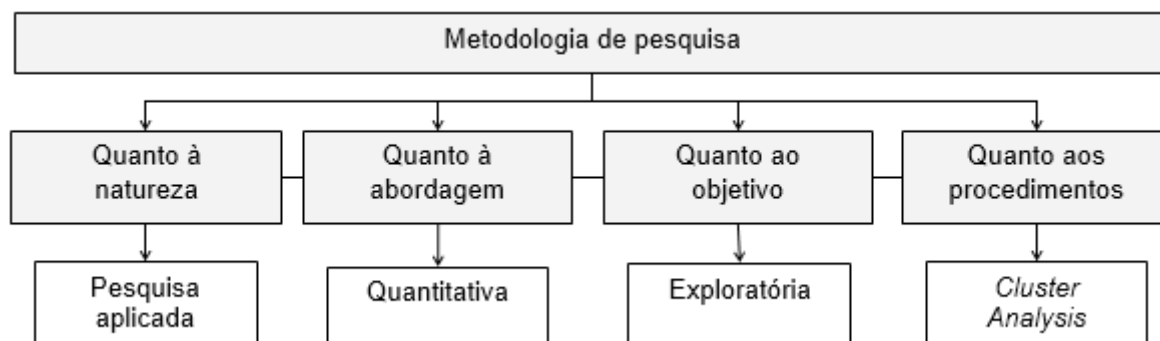 Metodologia de pesquisa
Quanto à
natureza
Quanto à
abordagem
Quanto ao
objetivo
Quanto aos
procedimentos
Pesquisa
aplicada
Quantitativa
Exploratória
Cluster
Analysis